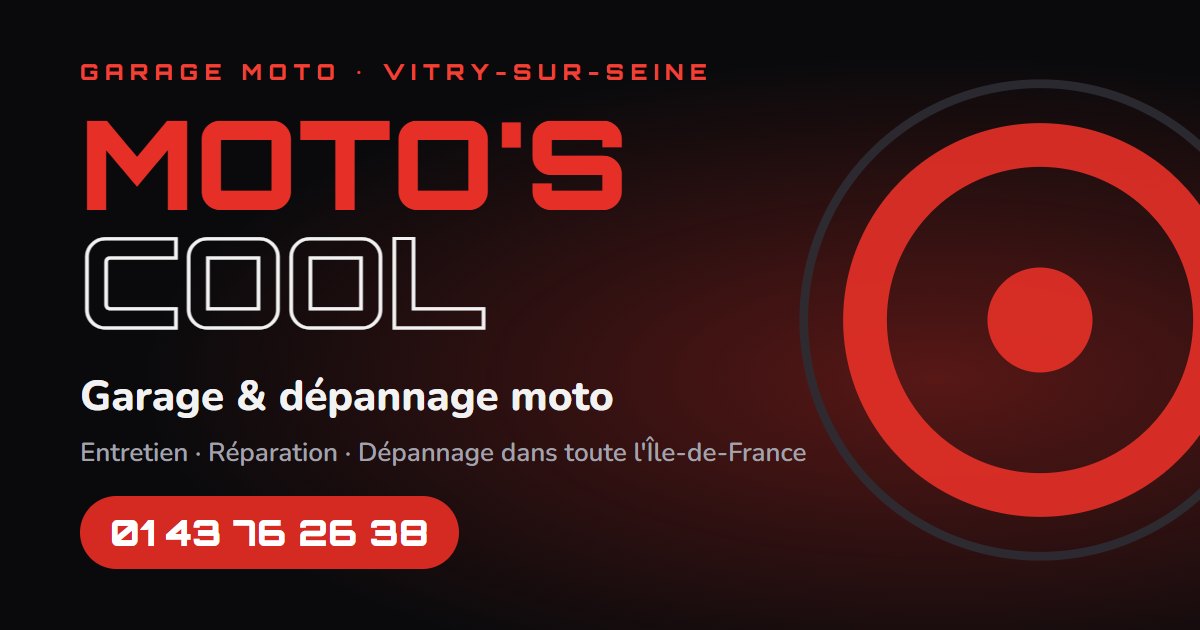 GARAGE MOTO · VITRY-SUR-SEINE
MOTO'S
COOL
Garage & dépannage moto
Entretien · Réparation · Dépannage dans toute l'Île-de-France
01 43 76 26 38